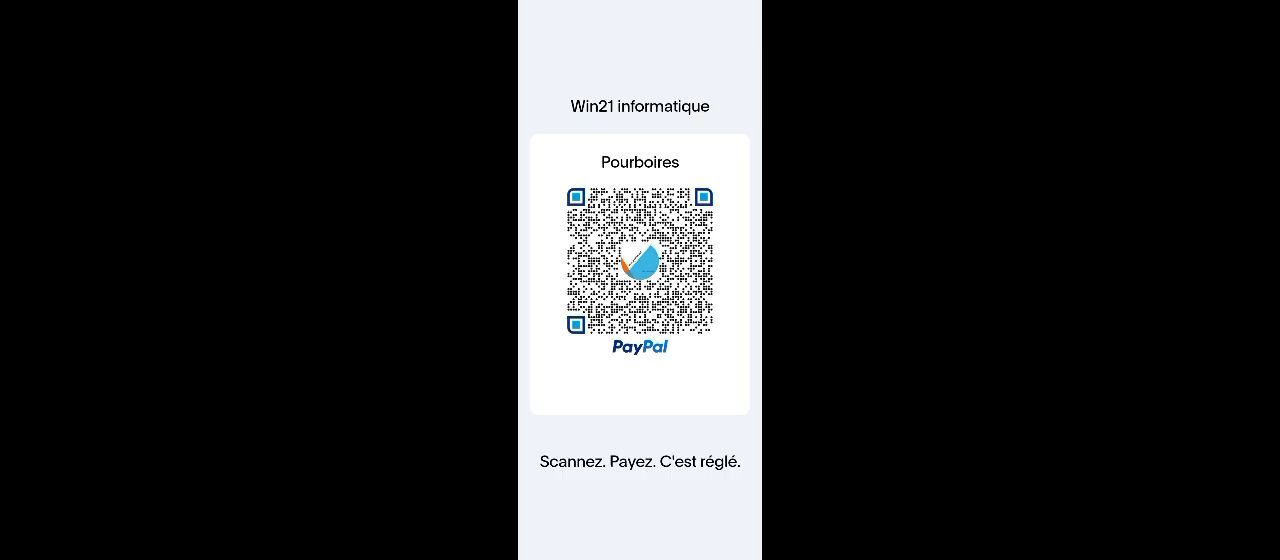 Win21 informatique
Pourboires
PayPal
Scannez. Payez. C'est réglé.